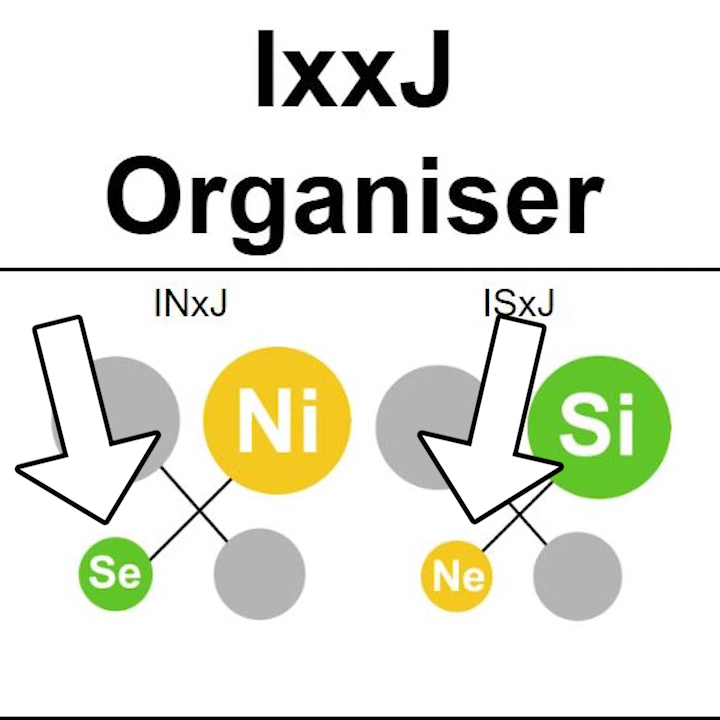 IxxJ
Organiser
INxJ
ISxJ
Ni
Si
Se
Ne